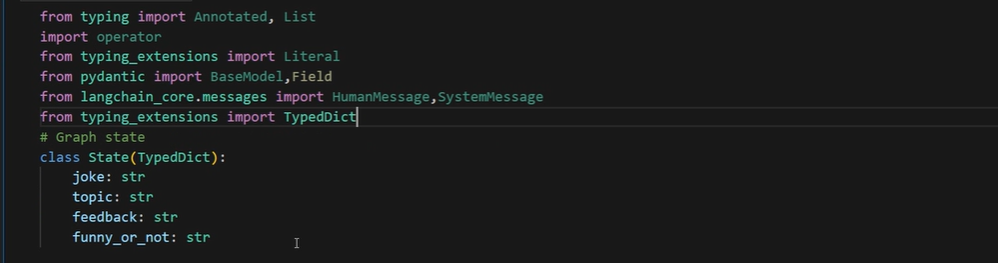 from typing import Annotated, List
import operator
from typing_extensions import Literal
from pydantic import BaseModel,Field
from langchain_core.messages import HumanMessage,SystemMessage
from typing_extensions import TypedDict
# Graph state
class State(TypedDict):
    joke: str
    topic: str
    feedback: str
    funny_or_not: str